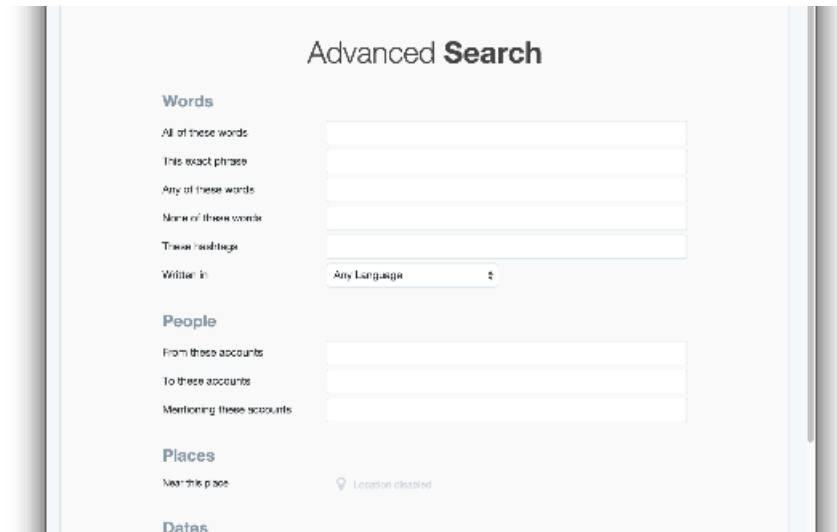 Advanced Search
Words
All of these words
This exact phrase
Any of these words
None of these words
These hashtags
Written in Any Language
People
From these accounts
To these accounts
Mentioning these accounts
Places
Near this place Location disabled
Dates